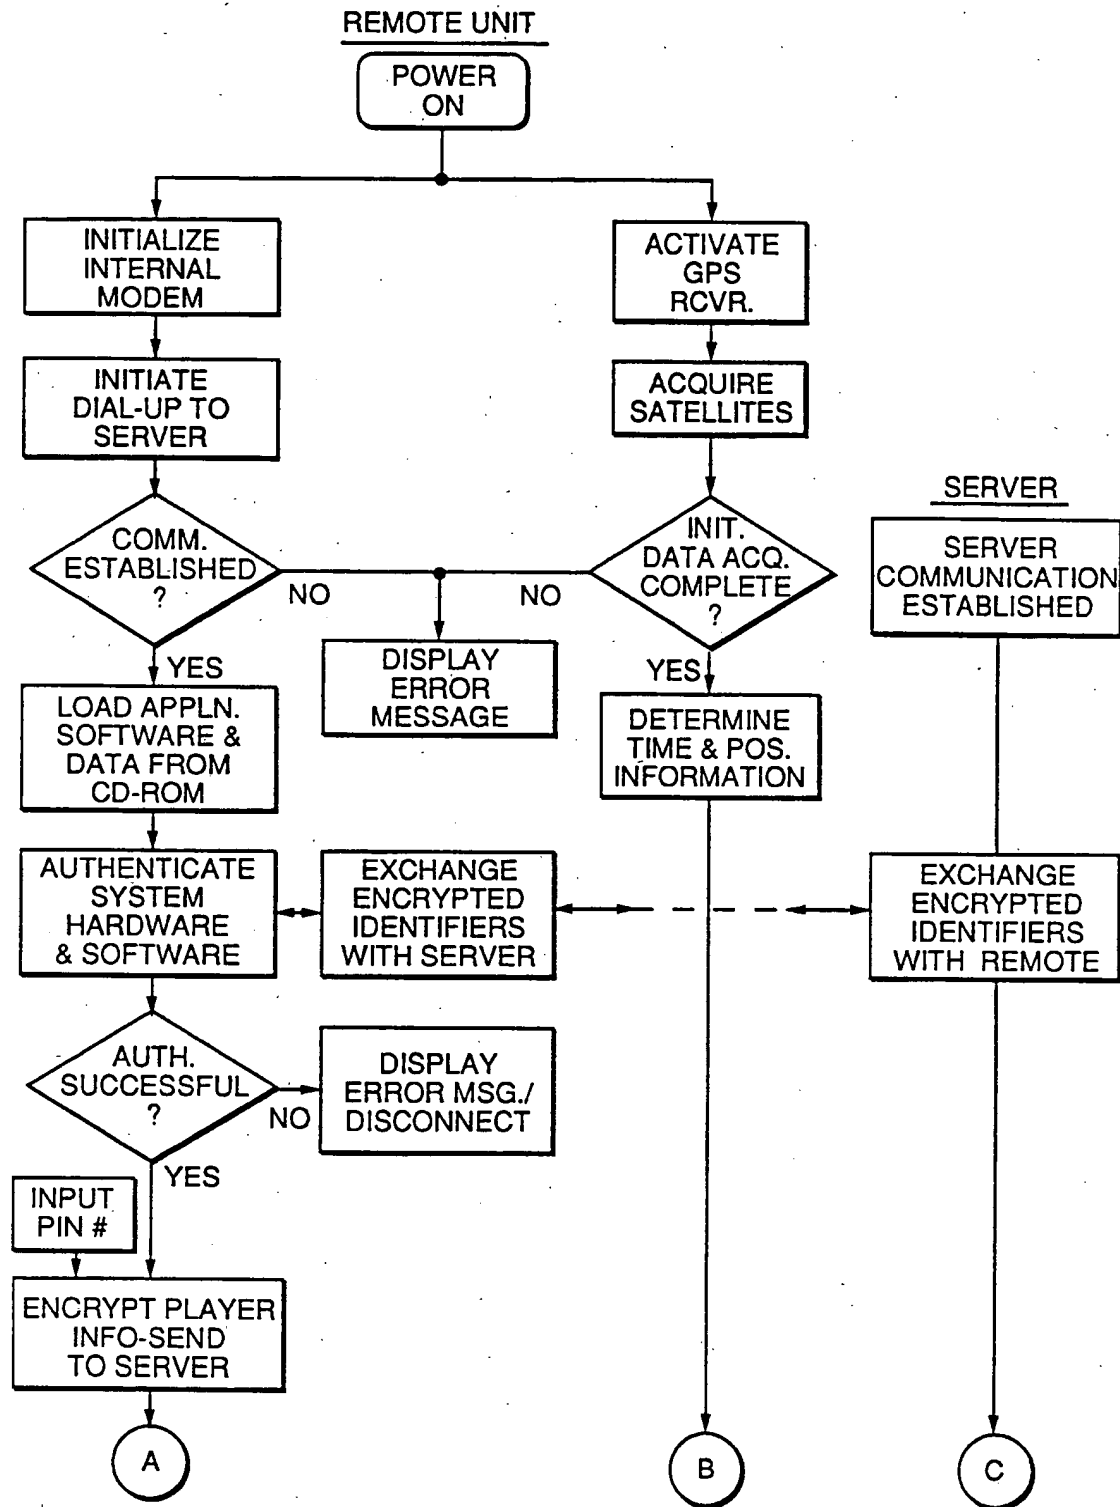 REMOTE UNIT
POWER
ON
INITIALIZE
INTERNAL
MODEM
ACTIVATE
GPS
RCVR.
INITIATE
DIAL-UP TO
SERVER
ACQUIRE
SATELLITES
COMM.
ESTABLISHED
?
NO
NO
INIT.
DATA ACQ.
COMPLETE
?
SERVER
SERVER
COMMUNICATION
ESTABLISHED
YES
DISPLAY
ERROR
MESSAGE
YES
LOAD APPLN.
SOFTWARE &
DATA FROM
CD-ROM
DETERMINE
TIME & POS.
INFORMATION
AUTHENTICATE
SYSTEM
HARDWARE
& SOFTWARE
EXCHANGE
ENCRYPTED
IDENTIFIERS
WITH SERVER
EXCHANGE
ENCRYPTED
IDENTIFIERS
WITH REMOTE
AUTH.
SUCCESSFUL
?
NO
DISPLAY
ERROR MSG./
DISCONNECT
YES
INPUT
PIN #
ENCRYPT PLAYER
INFO-SEND
TO SERVER
A
B
C